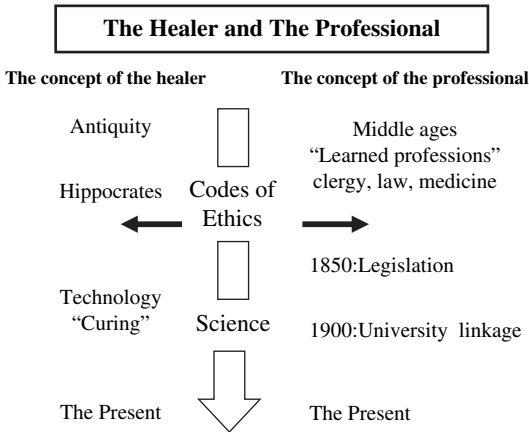 The Healer and The Professional
The concept of the healer
The concept of the professional
Antiquity
Middle ages
“Learned professions”
clergy, law, medicine
Hippocrates
Codes of
Ethics
1850:Legislation
Technology
“Curing”
Science
1900:University linkage
The Present
The Present